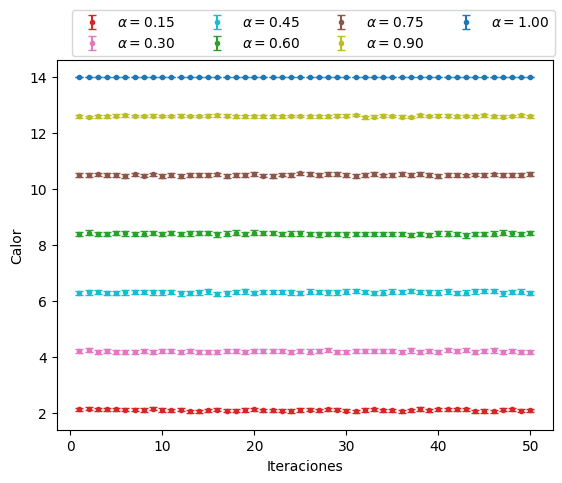 α = 0.15 α = 0.45 α = 0.75 α = 1.00
α = 0.30 α = 0.60 α = 0.90
14
12
10
8
6
4
2
Calor
0 10 20 30 40 50
Iteraciones